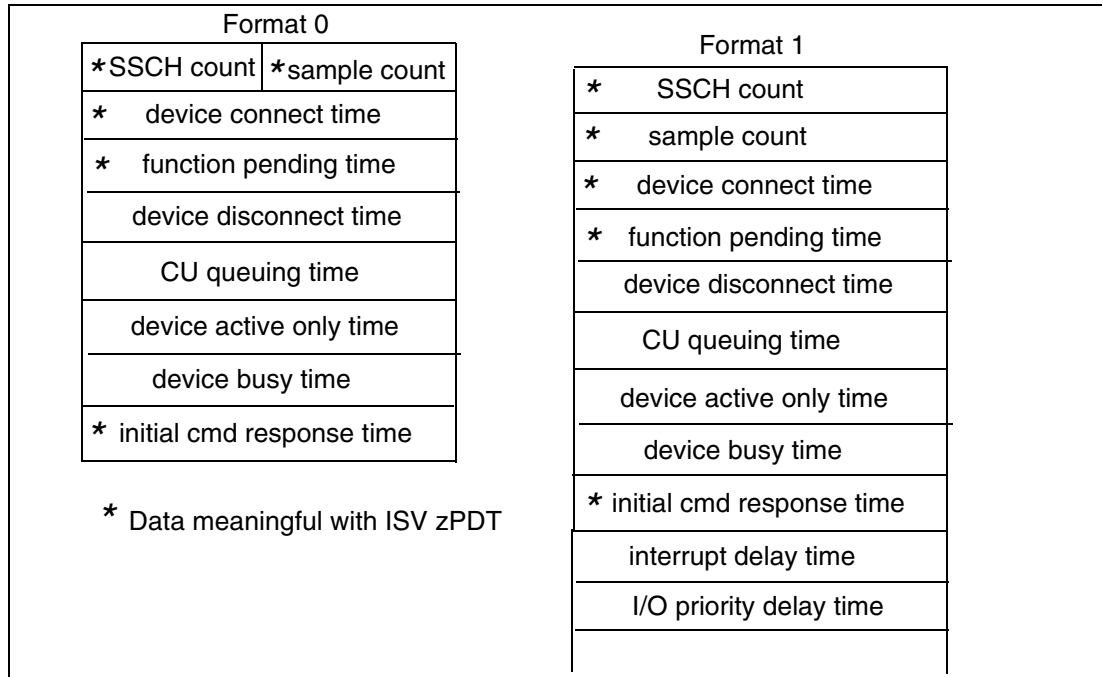 Format 0
*SSCH count *sample count
* device connect time
* function pending time
device disconnect time
CU queuing time
device active only time
device busy time
* initial cmd response time
* Data meaningful with ISV zPDT
Format 1
* SSCH count
* sample count
* device connect time
* function pending time
device disconnect time
CU queuing time
device active only time
device busy time
* initial cmd response time
interrupt delay time
I/O priority delay time